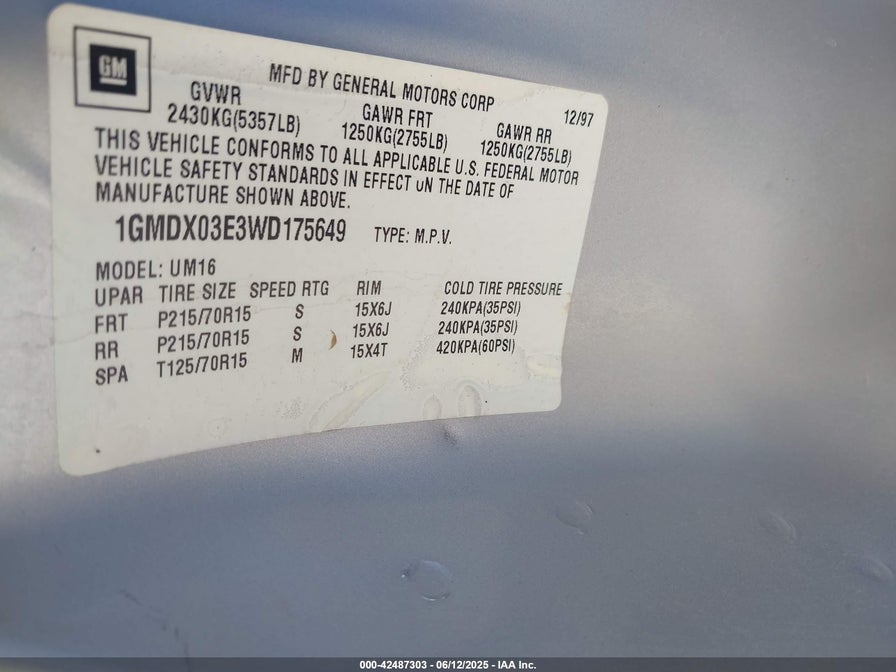 GM
MFD BY GENERAL MOTORS CORP 12/97
GVWR GAWR FRT GAWR RR
2430KG(5357LB) 1250KG(2755LB) 1250KG(2755LB)
THIS VEHICLE CONFORMS TO ALL APPLICABLE U.S. FEDERAL MOTOR
VEHICLE SAFETY STANDARDS IN EFFECT ON THE DATE OF
MANUFACTURE SHOWN ABOVE.
1GMDX03E3WD175649 TYPE: M.P.V.
MODEL: UM16
UPAR TIRE SIZE SPEED RTG RIM COLD TIRE PRESSURE
FRT P215/70R15 S 15X6J 240KPA(35PSI)
RR P215/70R15 S 15X6J 240KPA(35PSI)
SPA T125/70R15 M 15X4T 420KPA(60PSI)
000-42487303 - 06/12/2025 - IAA Inc.